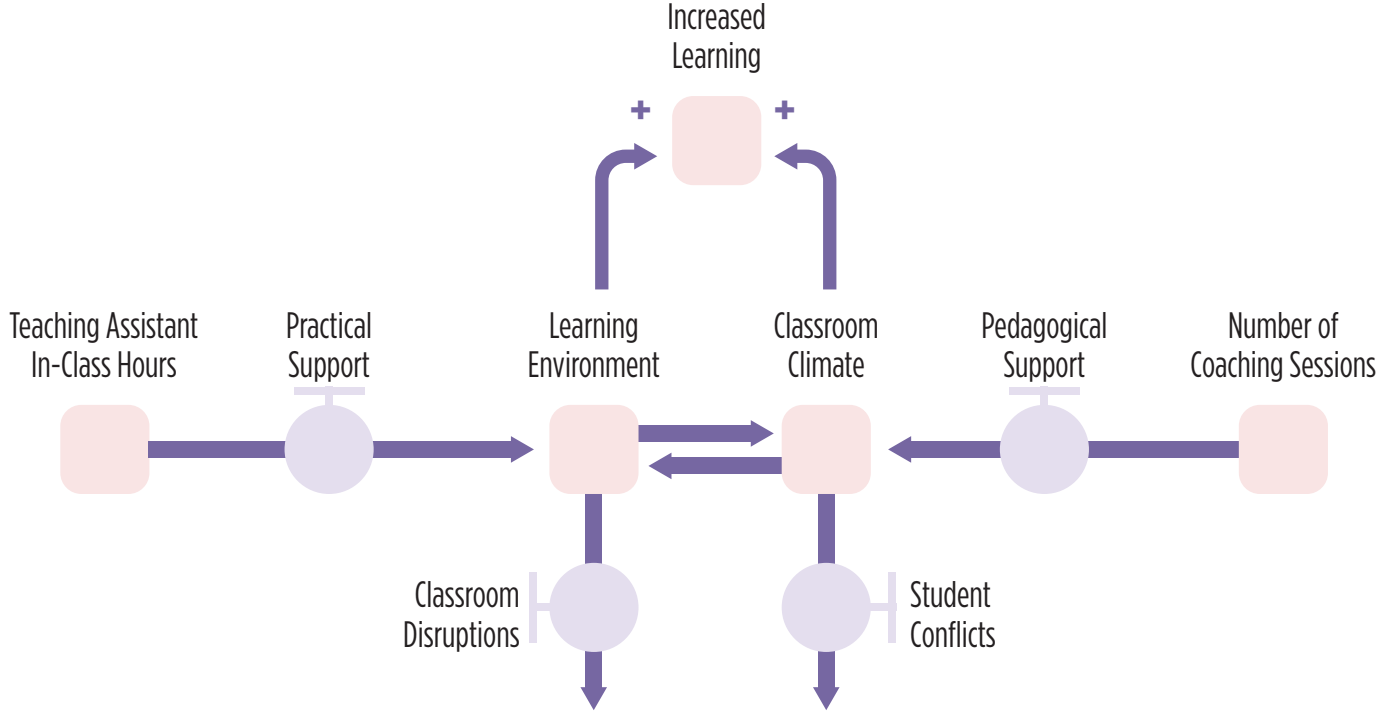 Increased
Learning
+ +
Teaching Assistant
In-Class Hours
Practical
Support
Learning
Environment
Classroom
Climate
Pedagogical
Support
Number of
Coaching Sessions
Classroom
Disruptions
Student
Conflicts